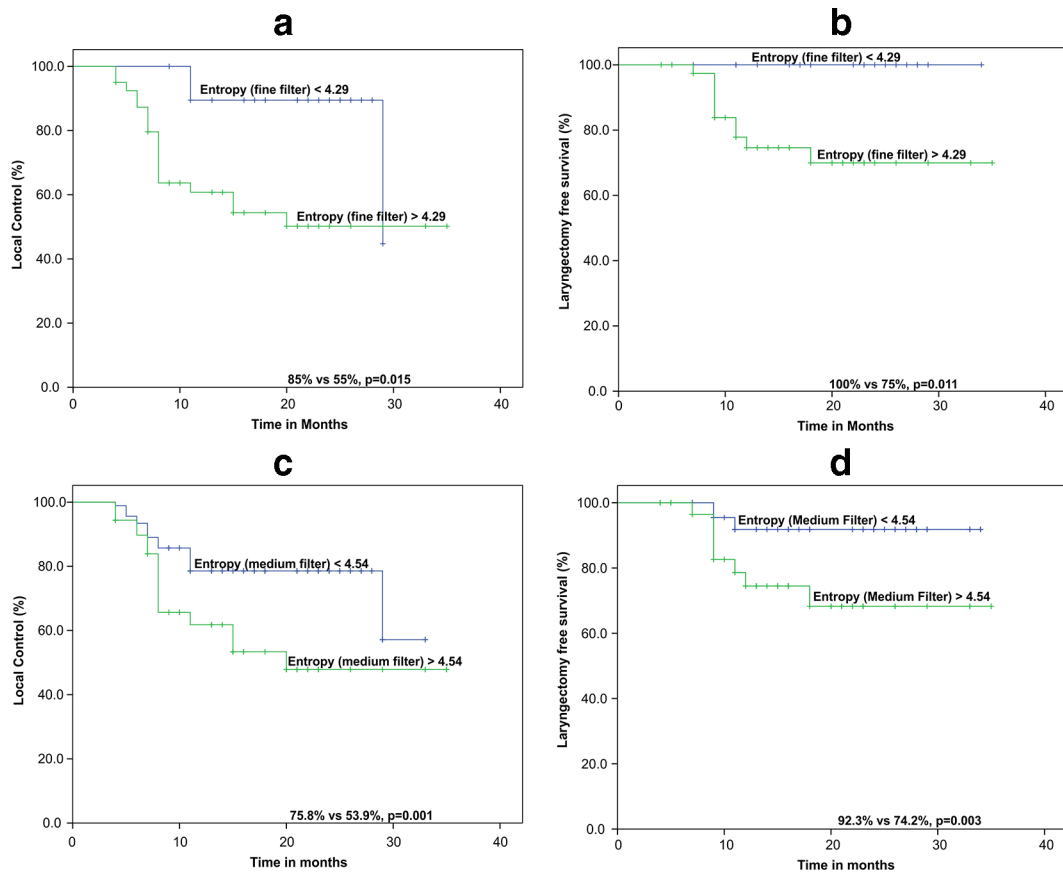 a
100.0
80.0
60.0
40.0
20.0
0.0
Local Control (%)
Entropy (fine filter) < 4.29
Entropy (fine filter) > 4.29
85% vs 55%, p=0.015
0 10 20 30 40
Time in Months
b
100.0
80.0
60.0
40.0
20.0
0.0
Laryngectomy free survival (%)
Entropy (fine filter) < 4.29
Entropy (fine filter) > 4.29
100% vs 75%, p=0.011
0 10 20 30 40
Time in Months
c
100.0
80.0
60.0
40.0
20.0
0.0
Local Control (%)
Entropy (medium filter) < 4.54
Entropy (medium filter) > 4.54
75.8% vs 53.9%, p=0.001
0 10 20 30 40
Time in months
d
100.0
80.0
60.0
40.0
20.0
0.0
Laryngectomy free survival (%)
Entropy (Medium Filter) < 4.54
Entropy (Medium Filter) > 4.54
92.3% vs 74.2%, p=0.003
0 10 20 30 40
Time in months